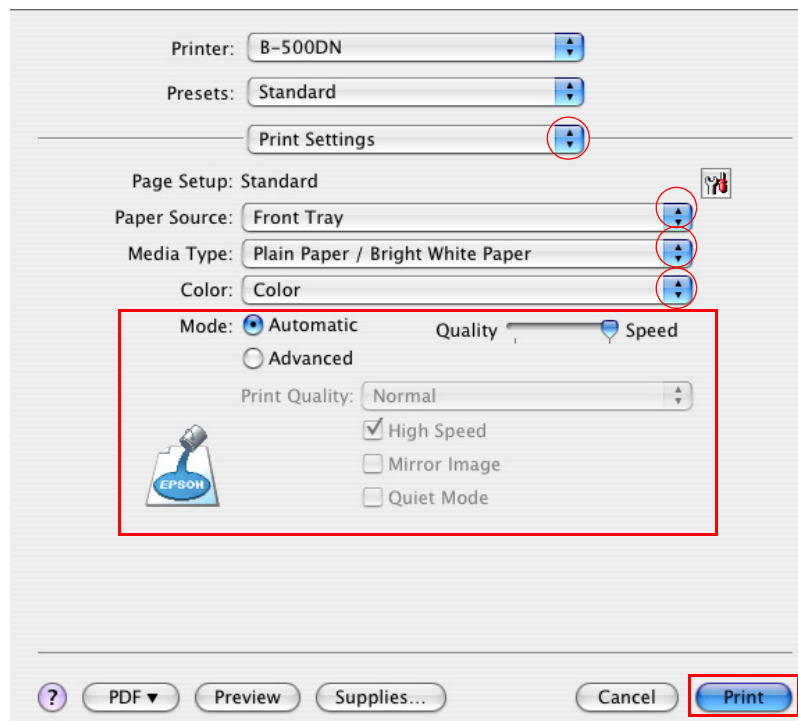 Printer: B-500DN
Presets: Standard
Print Settings
Page Setup: Standard
Paper Source: Front Tray
Media Type: Plain Paper / Bright White Paper
Color: Color
Mode: Automatic Quality Speed
Advanced
Print Quality: Normal
High Speed
Mirror Image
Quiet Mode
EPSON
? PDF ▼ Preview Supplies... Cancel Print